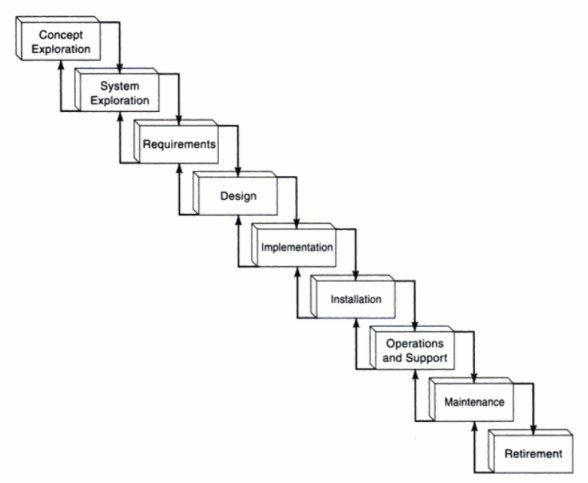 Concept
Exploration
System
Exploration
Requirements
Design
Implementation
Installation
Operations
and Support
Maintenance
Retirement